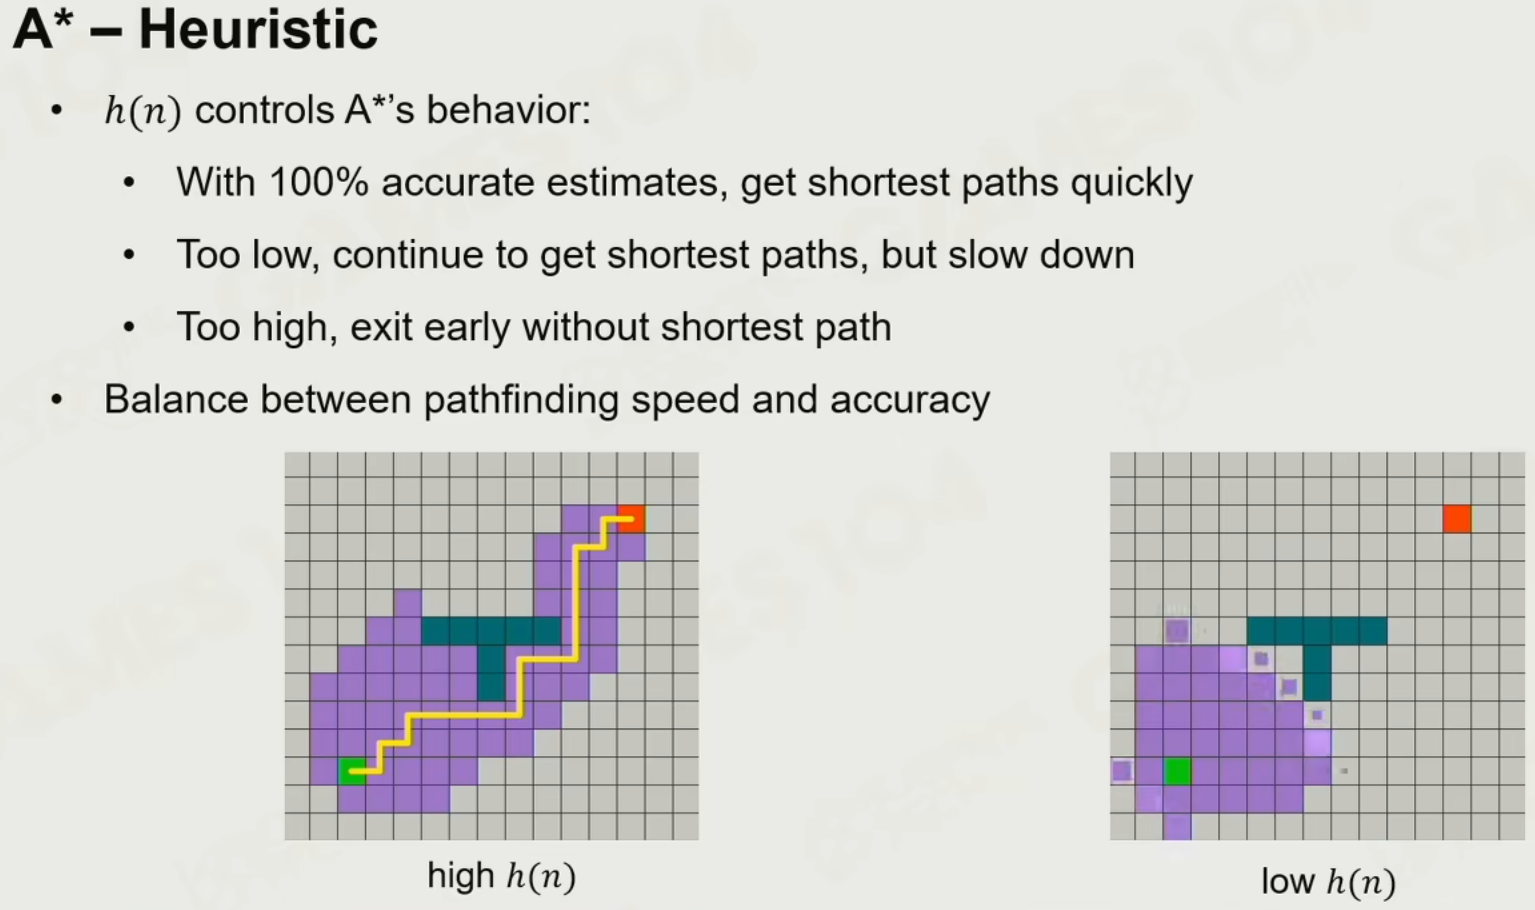 A* – Heuristic
• h(n) controls A*'s behavior:
• With 100% accurate estimates, get shortest paths quickly
• Too low, continue to get shortest paths, but slow down
• Too high, exit early without shortest path
• Balance between pathfinding speed and accuracy
high h(n)
low h(n)